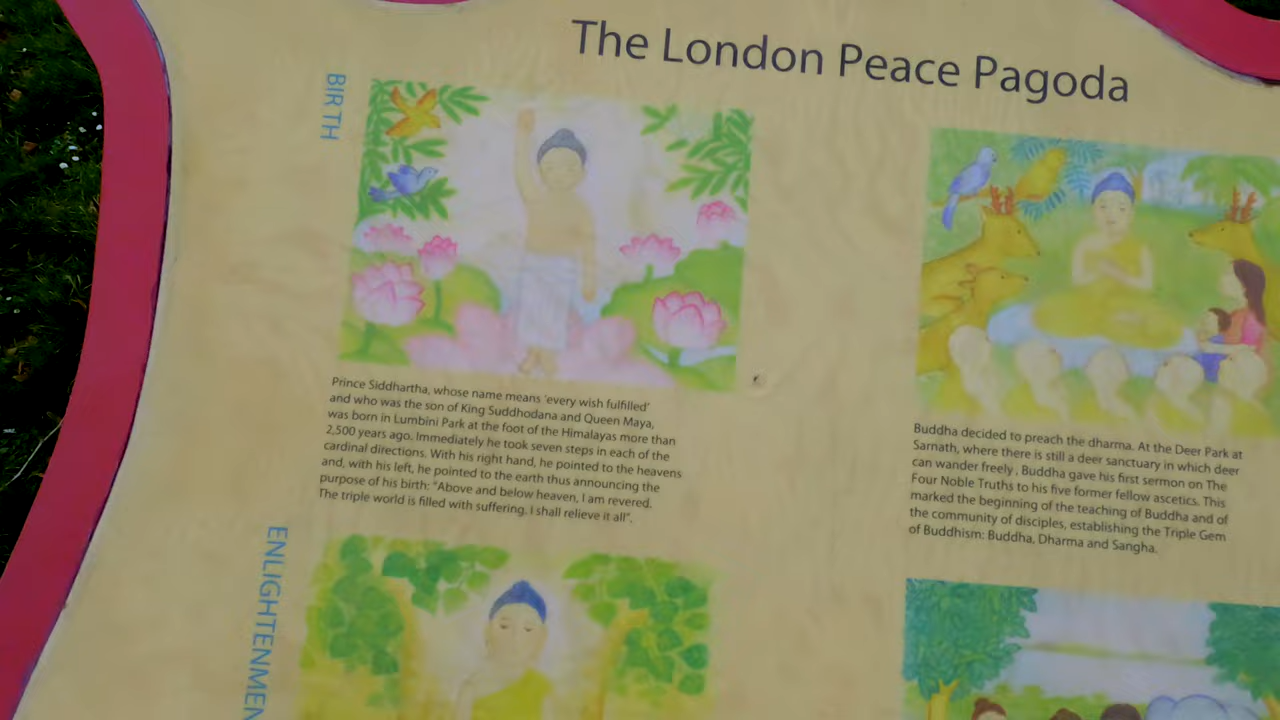 The London Peace Pagoda
BIRTH
Prince Siddhartha, whose name means 'every wish fulfilled'
and who was the son of King Suddhodana and Queen Maya,
was born in Lumbini Park at the foot of the Himalayas more than
2,500 years ago. Immediately he took seven steps in each of the
cardinal directions. With his right hand, he pointed to the heavens
and, with his left, he pointed to the earth thus announcing the
purpose of his birth: "Above and below heaven, I am revered.
The triple world is filled with suffering. I shall relieve it all".
Buddha decided to preach the dharma. At the Deer Park at
Sarnath, where there is still a deer sanctuary in which deer
can wander freely , Buddha gave his first sermon on The
Four Noble Truths to his five former fellow ascetics. This
marked the beginning of the teaching of Buddha and of
the community of disciples, establishing the Triple Gem
of Buddhism: Buddha, Dharma and Sangha.
ENLIGHTENMEN